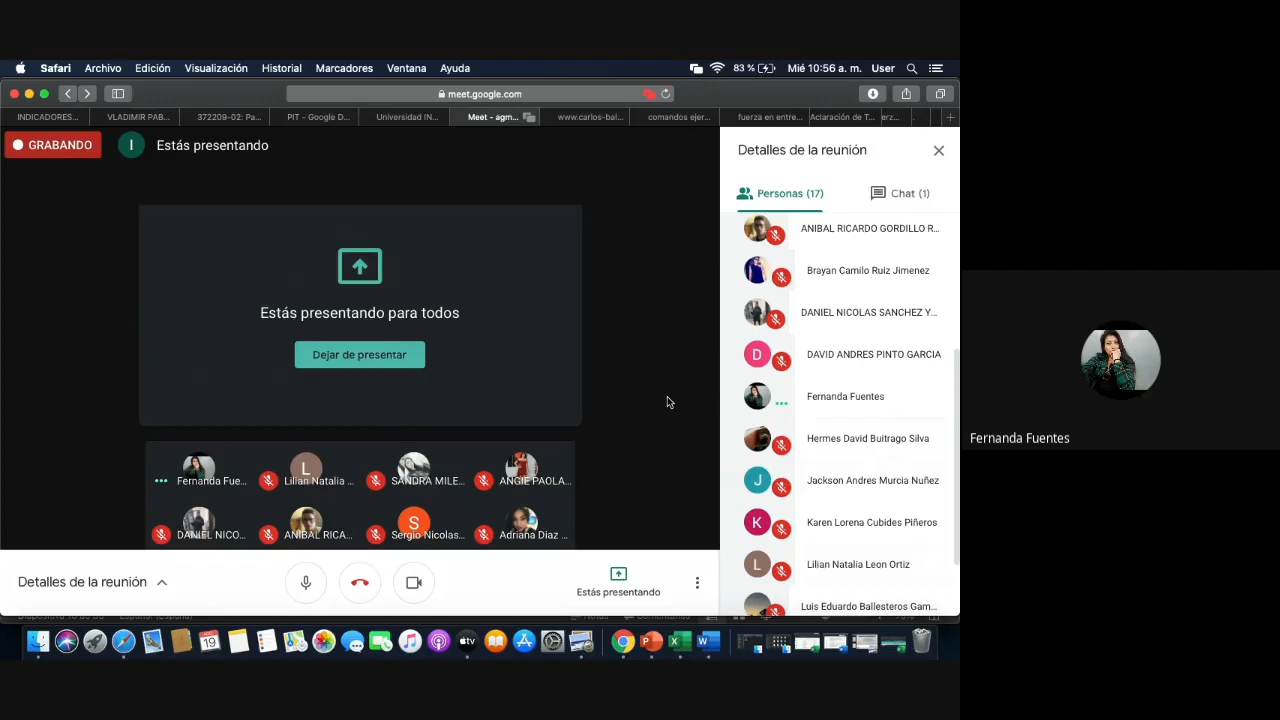 Safari Archivo Edición Visualización Historial Marcadores Ventana Ayuda 83 % Mié 10:56 a. m. User
meet.google.com
INDICADORES... VLADIMIR PAB... 372209-02: Pa... PIT - Google D... Universidad IN... Meet - agm... www.carlos-bal... comandos ejer... fuerza en entre... Aclaración de T...
GRABANDO
I
Estás presentando
Estás presentando para todos
Dejar de presentar
Fernanda Fue... L Lilian Natalia ... SANDRA MILE... ANGIE PAOLA...
DANIEL NICO... ANIBAL RICA... S Sergio Nicolas... Adriana Diaz ...
Detalles de la reunión
Estás presentando
Detalles de la reunión
Personas (17)
Chat (1)
ANIBAL RICARDO GORDILLO R...
Brayan Camilo Ruiz Jimenez
DANIEL NICOLAS SANCHEZ Y...
D DAVID ANDRES PINTO GARCIA
Fernanda Fuentes
Hermes David Buitrago Silva
J Jackson Andres Murcia Nuñez
K Karen Lorena Cubides Piñeros
L Lilian Natalia Leon Ortiz
Luis Eduardo Ballesteros Gam...
19
tv
Fernanda Fuentes